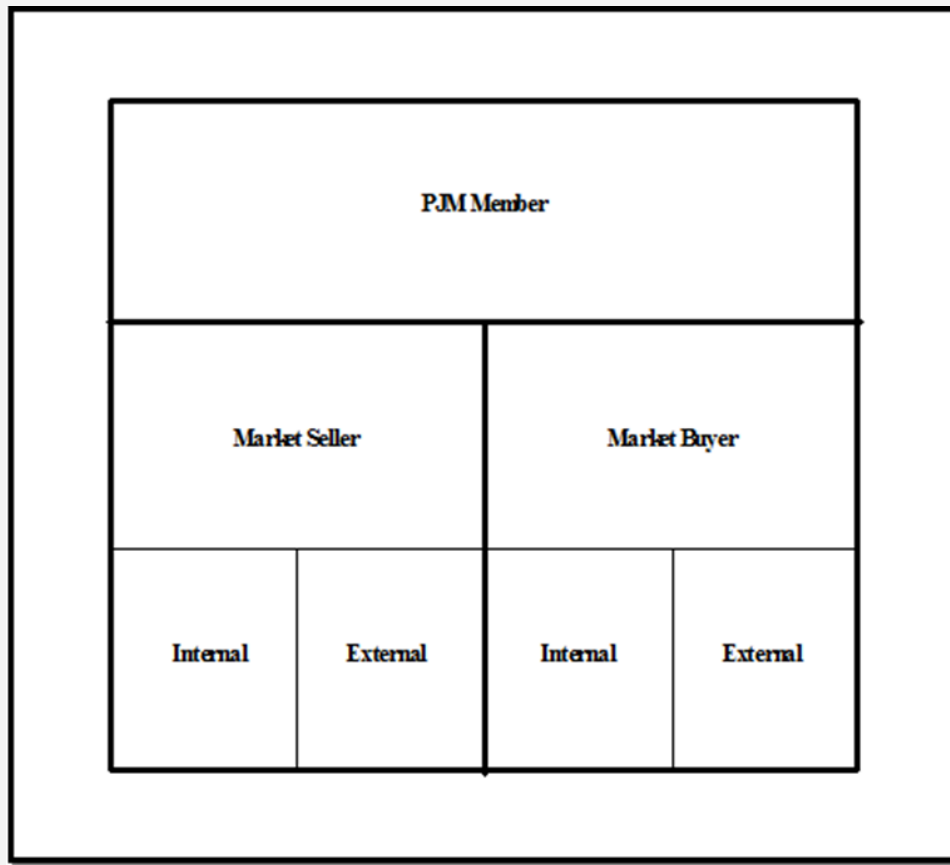 PJM Member
Market Seller
Market Buyer
Internal
External
Internal
External